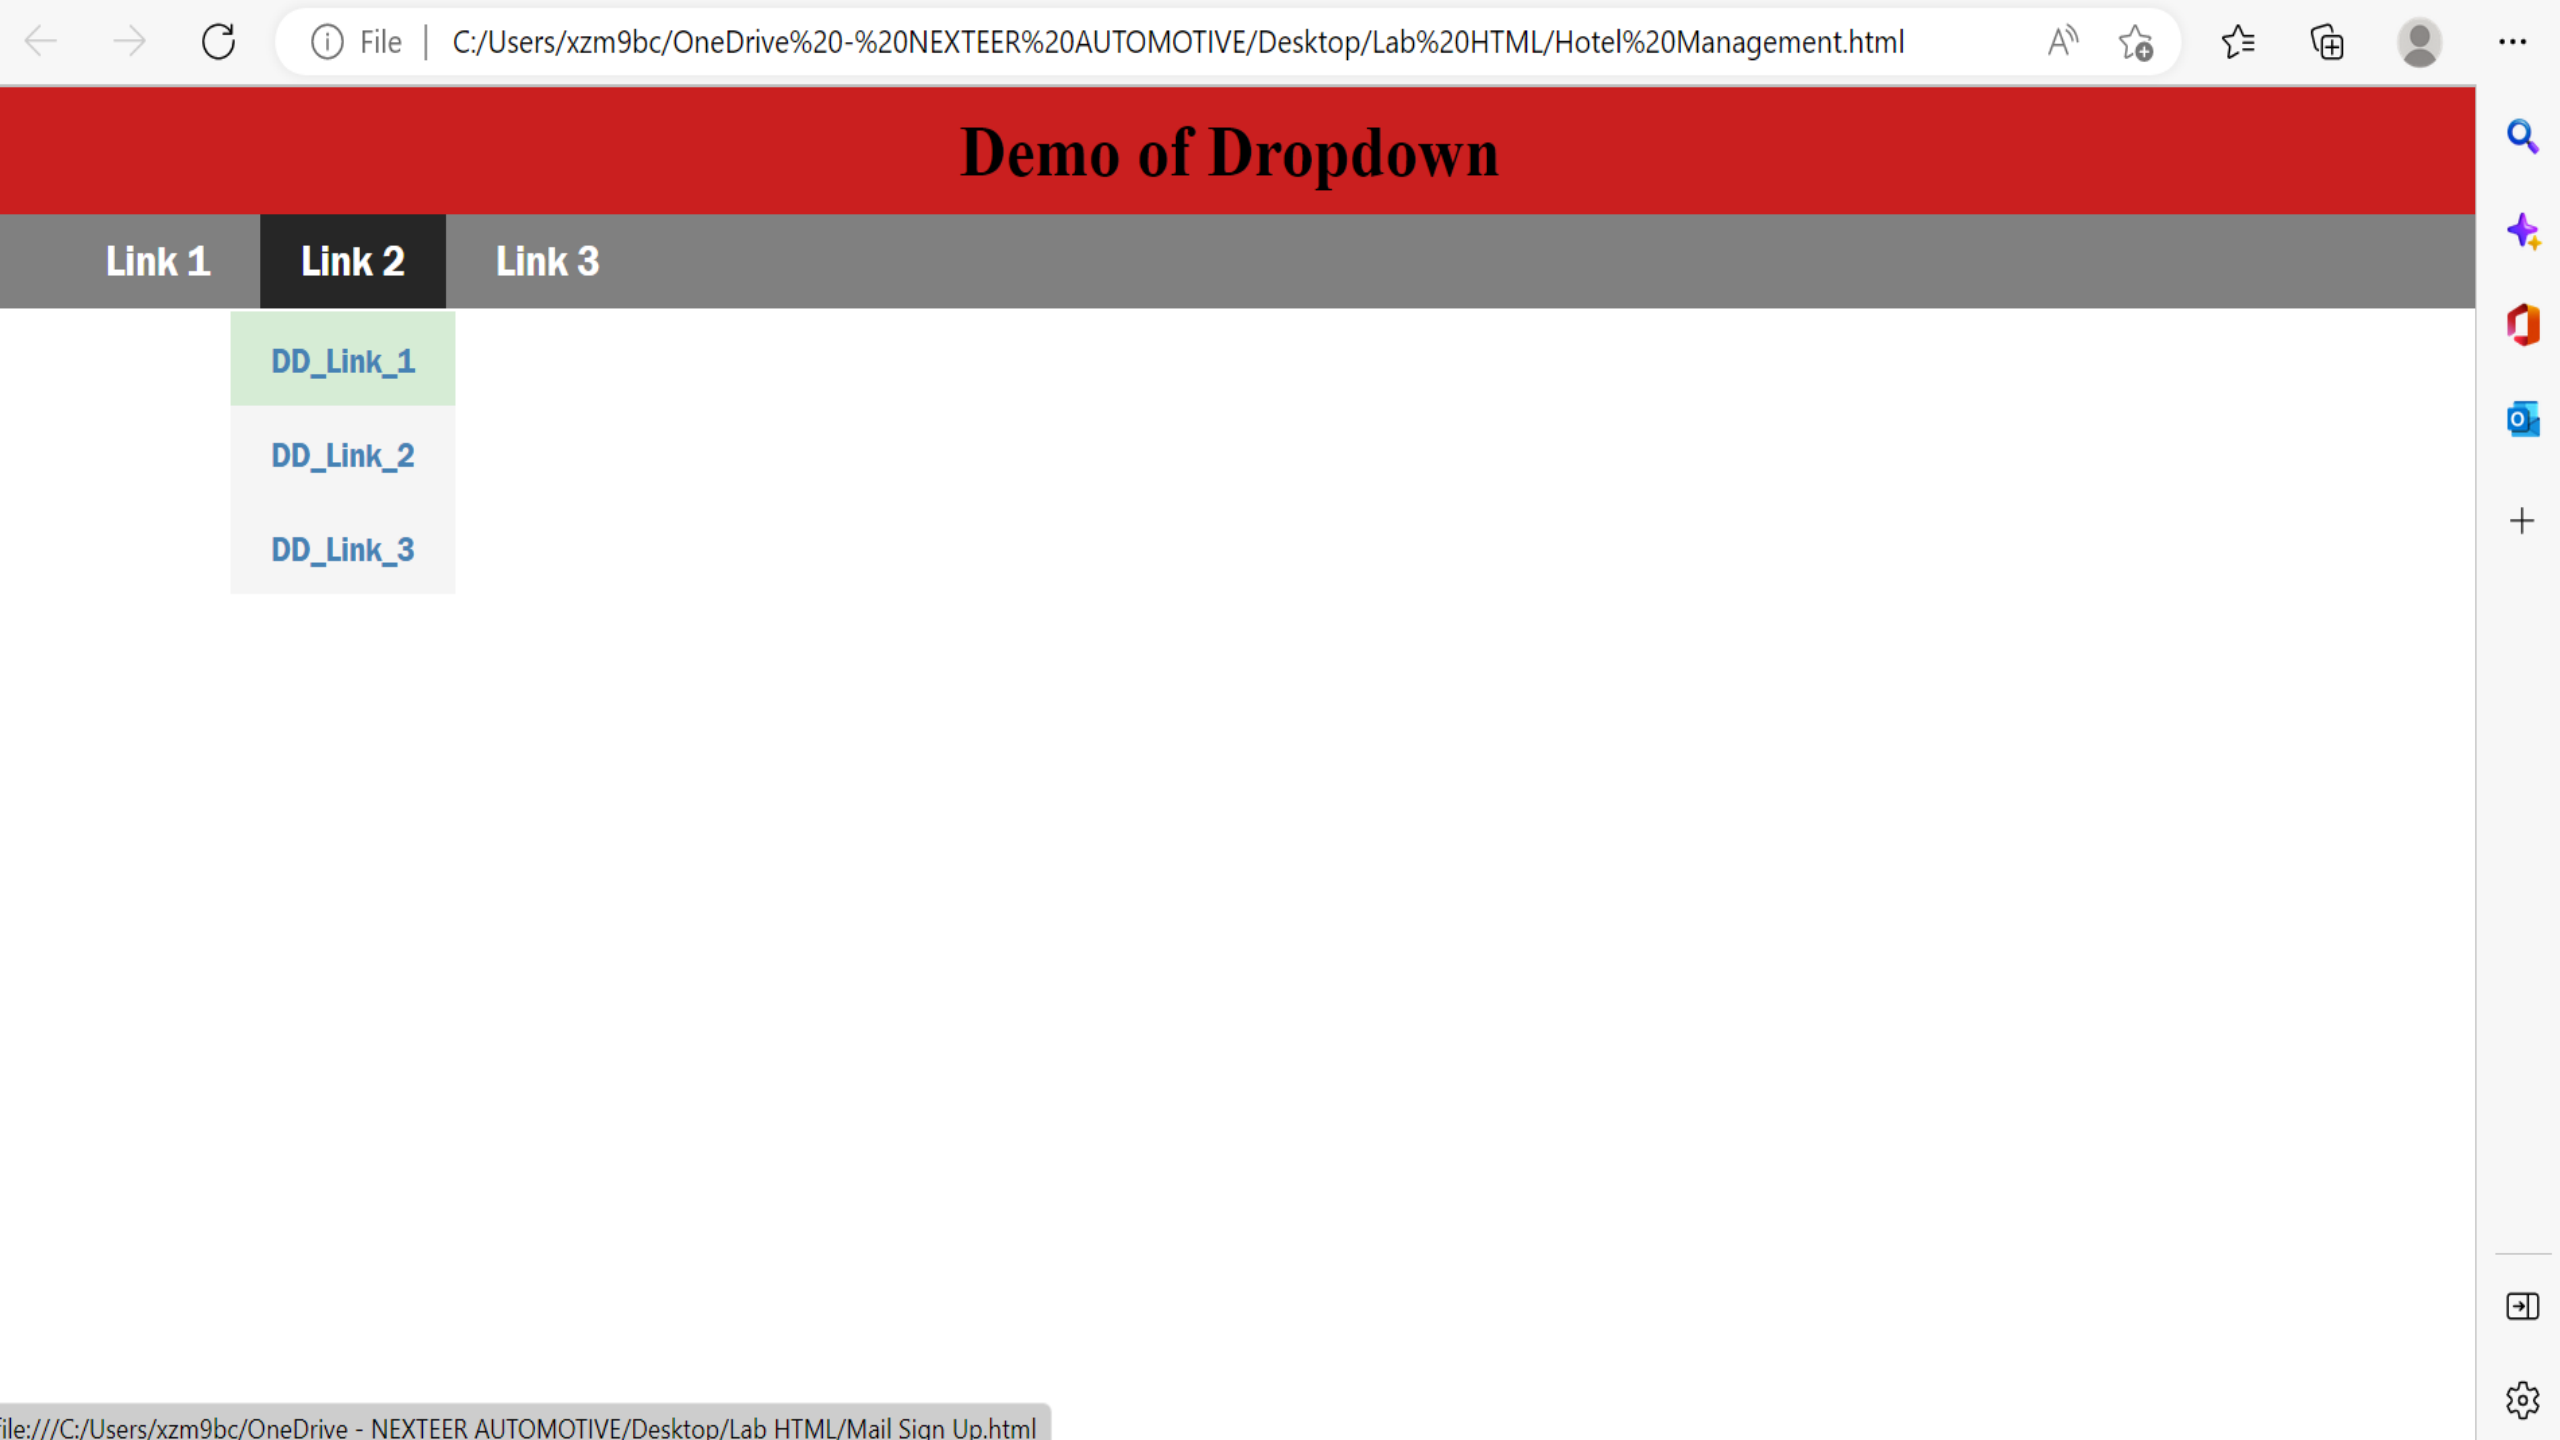 File | C:/Users/xzm9bc/OneDrive%20-%20NEXTEER%20AUTOMOTIVE/Desktop/Lab%20HTML/Hotel%20Management.html
Demo of Dropdown
Link 1 Link 2 Link 3
DD_Link_1
DD_Link_2
DD_Link_3
file:///C:/Users/xzm9bc/OneDrive - NEXTEER AUTOMOTIVE/Desktop/Lab HTML/Mail Sign Up.html